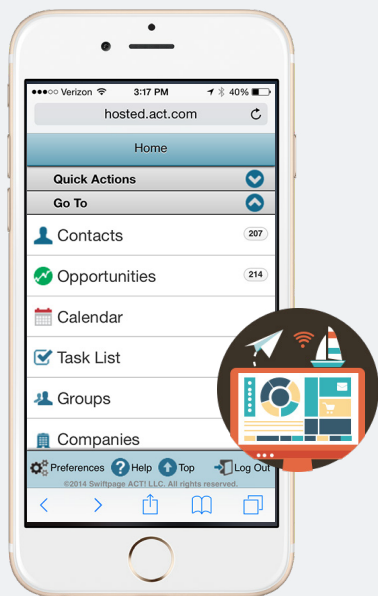 Verizon 3:17 PM 40%
hosted.act.com
Home
Quick Actions
Go To
Contacts 207
Opportunities 214
Calendar
Task List
Groups
Companies
Preferences Help Top Log Out
©2014 Swiftpage ACT! LLC. All rights reserved.